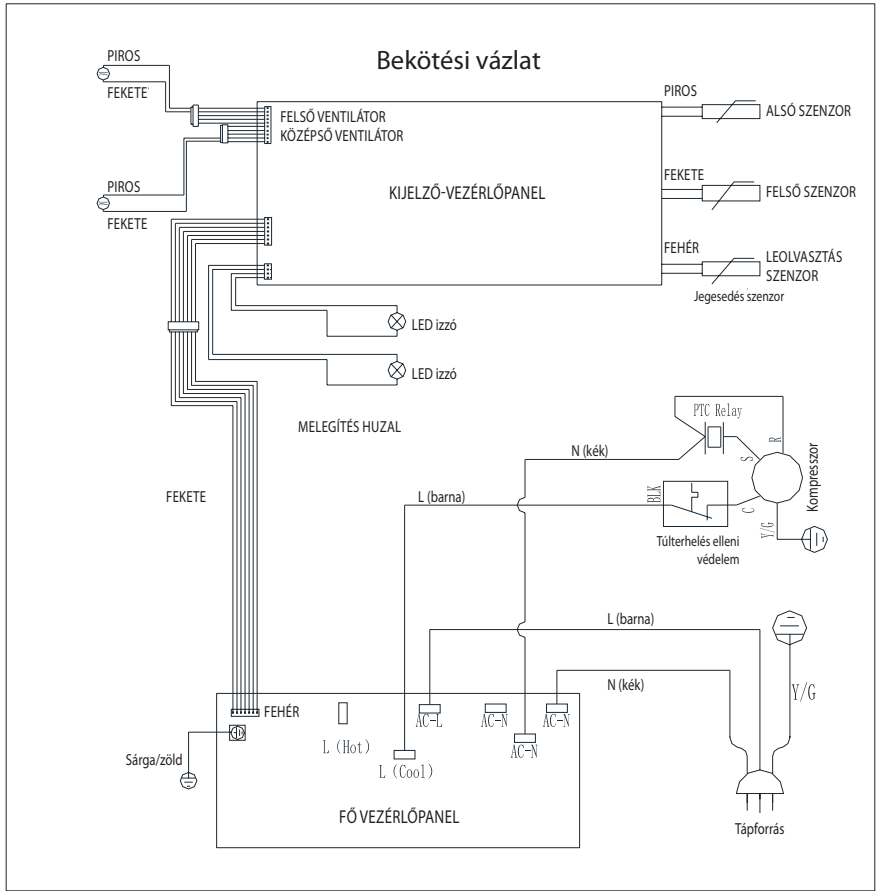 Bekötési vázlat
PIROS
FEKETE
FELSŐ VENTILÁTOR
KÖZÉPSŐ VENTILÁTOR
PIROS
FEKETE
KIJELZŐ-VEZÉRLŐPANEL
PIROS
ALSÓ SZENZOR
FEKETE
FELSŐ SZENZOR
FEHÉR
LEOLVASZTÁS
SZENZOR
Jegesedés szenzor
LED izzó
LED izzó
MELEGÍTÉS HUZAL
FEKETE
PTC Relay
N (kék)
R
S
Kompresszor
L (barna)
BLK
C
Y/G
Túlterhelés elleni
védelem
L (barna)
N (kék)
Y/G
FEHÉR
L (Hot)
AC-L
AC-N
AC-N
AC-N
L (Cool)
Sárga/zöld
FŐ VEZÉRLŐPANEL
Tápforrás